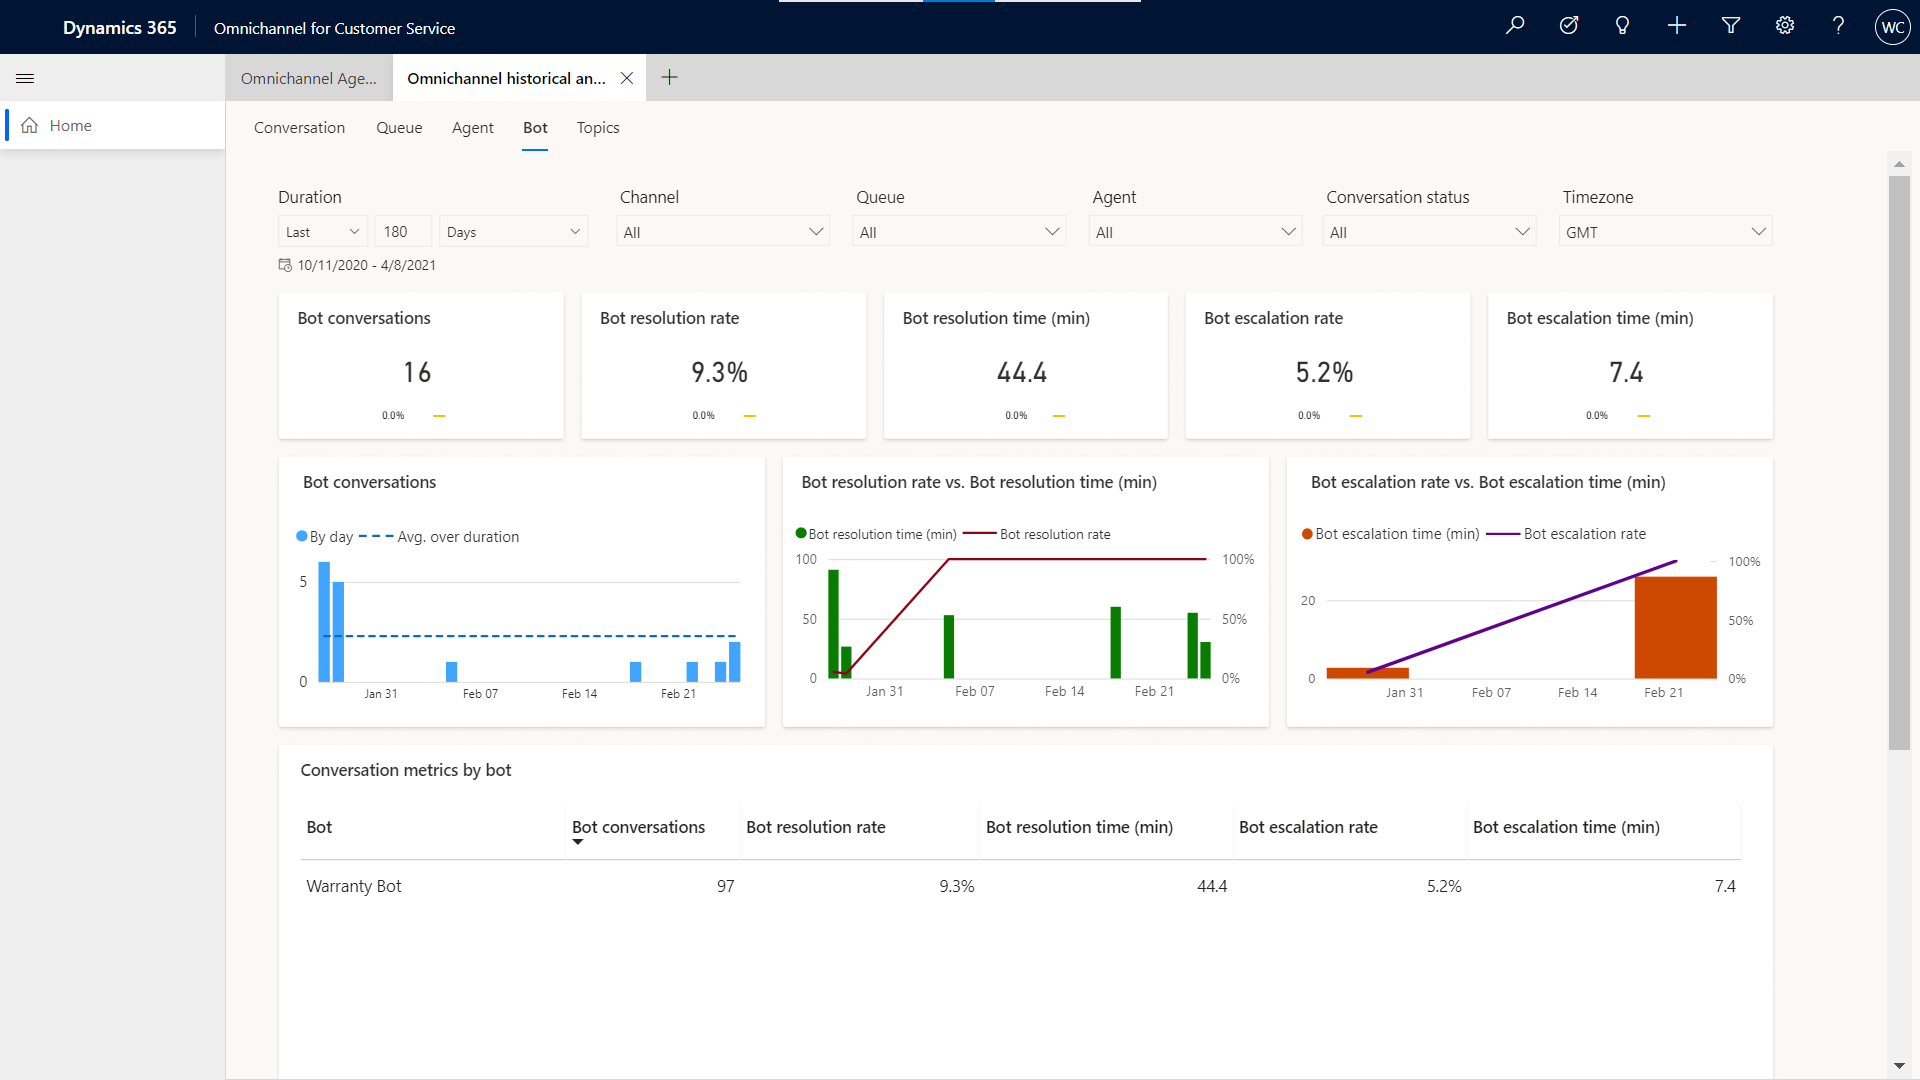 Dynamics 365
Omnichannel for Customer Service
WC
Omnichannel Age...
Omnichannel historical an...
Home
Conversation
Queue
Agent
Bot
Topics
Duration
Channel
Queue
Agent
Conversation status
Timezone
Last
180
Days
All
All
All
All
GMT
10/11/2020 - 4/8/2021
Bot conversations
16
0.0%
Bot resolution rate
9.3%
0.0%
Bot resolution time (min)
44.4
0.0%
Bot escalation rate
5.2%
0.0%
Bot escalation time (min)
7.4
0.0%
Bot conversations
By day
Avg. over duration
5
0
Jan 31
Feb 07
Feb 14
Feb 21
Bot resolution rate vs. Bot resolution time (min)
Bot resolution time (min)
Bot resolution rate
100
50
0
100%
50%
0%
Jan 31
Feb 07
Feb 14
Feb 21
Bot escalation rate vs. Bot escalation time (min)
Bot escalation time (min)
Bot escalation rate
20
0
100%
50%
0%
Jan 31
Feb 07
Feb 14
Feb 21
Conversation metrics by bot
Bot
Bot conversations
Bot resolution rate
Bot resolution time (min)
Bot escalation rate
Bot escalation time (min)
Warranty Bot
97
9.3%
44.4
5.2%
7.4